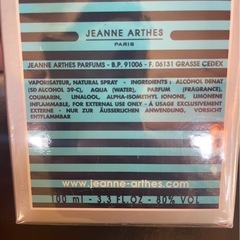 JEANNE ARTHES
PARIS
JEANNE ARTHES PARFUMS - B.P. 91006 - F. 06131 GRASSE CEDEX
VAPORISATEUR, NATURAL SPRAY - INGREDIENTS : ALCOHOL DENAT
(SD ALCOHOL 39-C), AQUA (WATER), PARFUM (FRAGRANCE),
COUMARIN, LINALOOL, ALPHA-ISOMETHYL IONONE, LIMONENE
INFLAMMABLE, FOR EXTERNAL USE ONLY - À USAGE EXCLUSIVEMENT
EXTERNE - NUR ZUR ÄUSSERLICHEN ANWENDUNG, LEICHT
ENTFLAMMBAR
www.jeanne-arthes.com
100 ml - 3,3 FL.OZ - 80% VOL